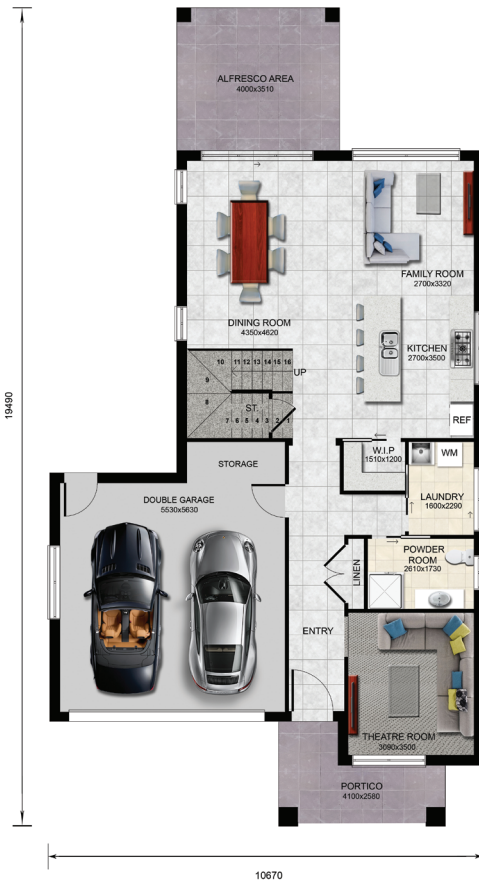 ALFRESCO AREA
4000x3510
FAMILY ROOM
2700x3320
DINING ROOM
4350x4620
KITCHEN
2700x3500
10 11 12 13 14 15 16
UP
9
8
ST.
7 6 5 4 3 2 1
REF
19490
W.I.P
1510x1200
WM
STORAGE
LAUNDRY
1600x2290
DOUBLE GARAGE
5530x5630
POWDER
ROOM
2610x1730
LINEN
ENTRY
THEATRE ROOM
3090x3500
PORTICO
4100x2580
10670